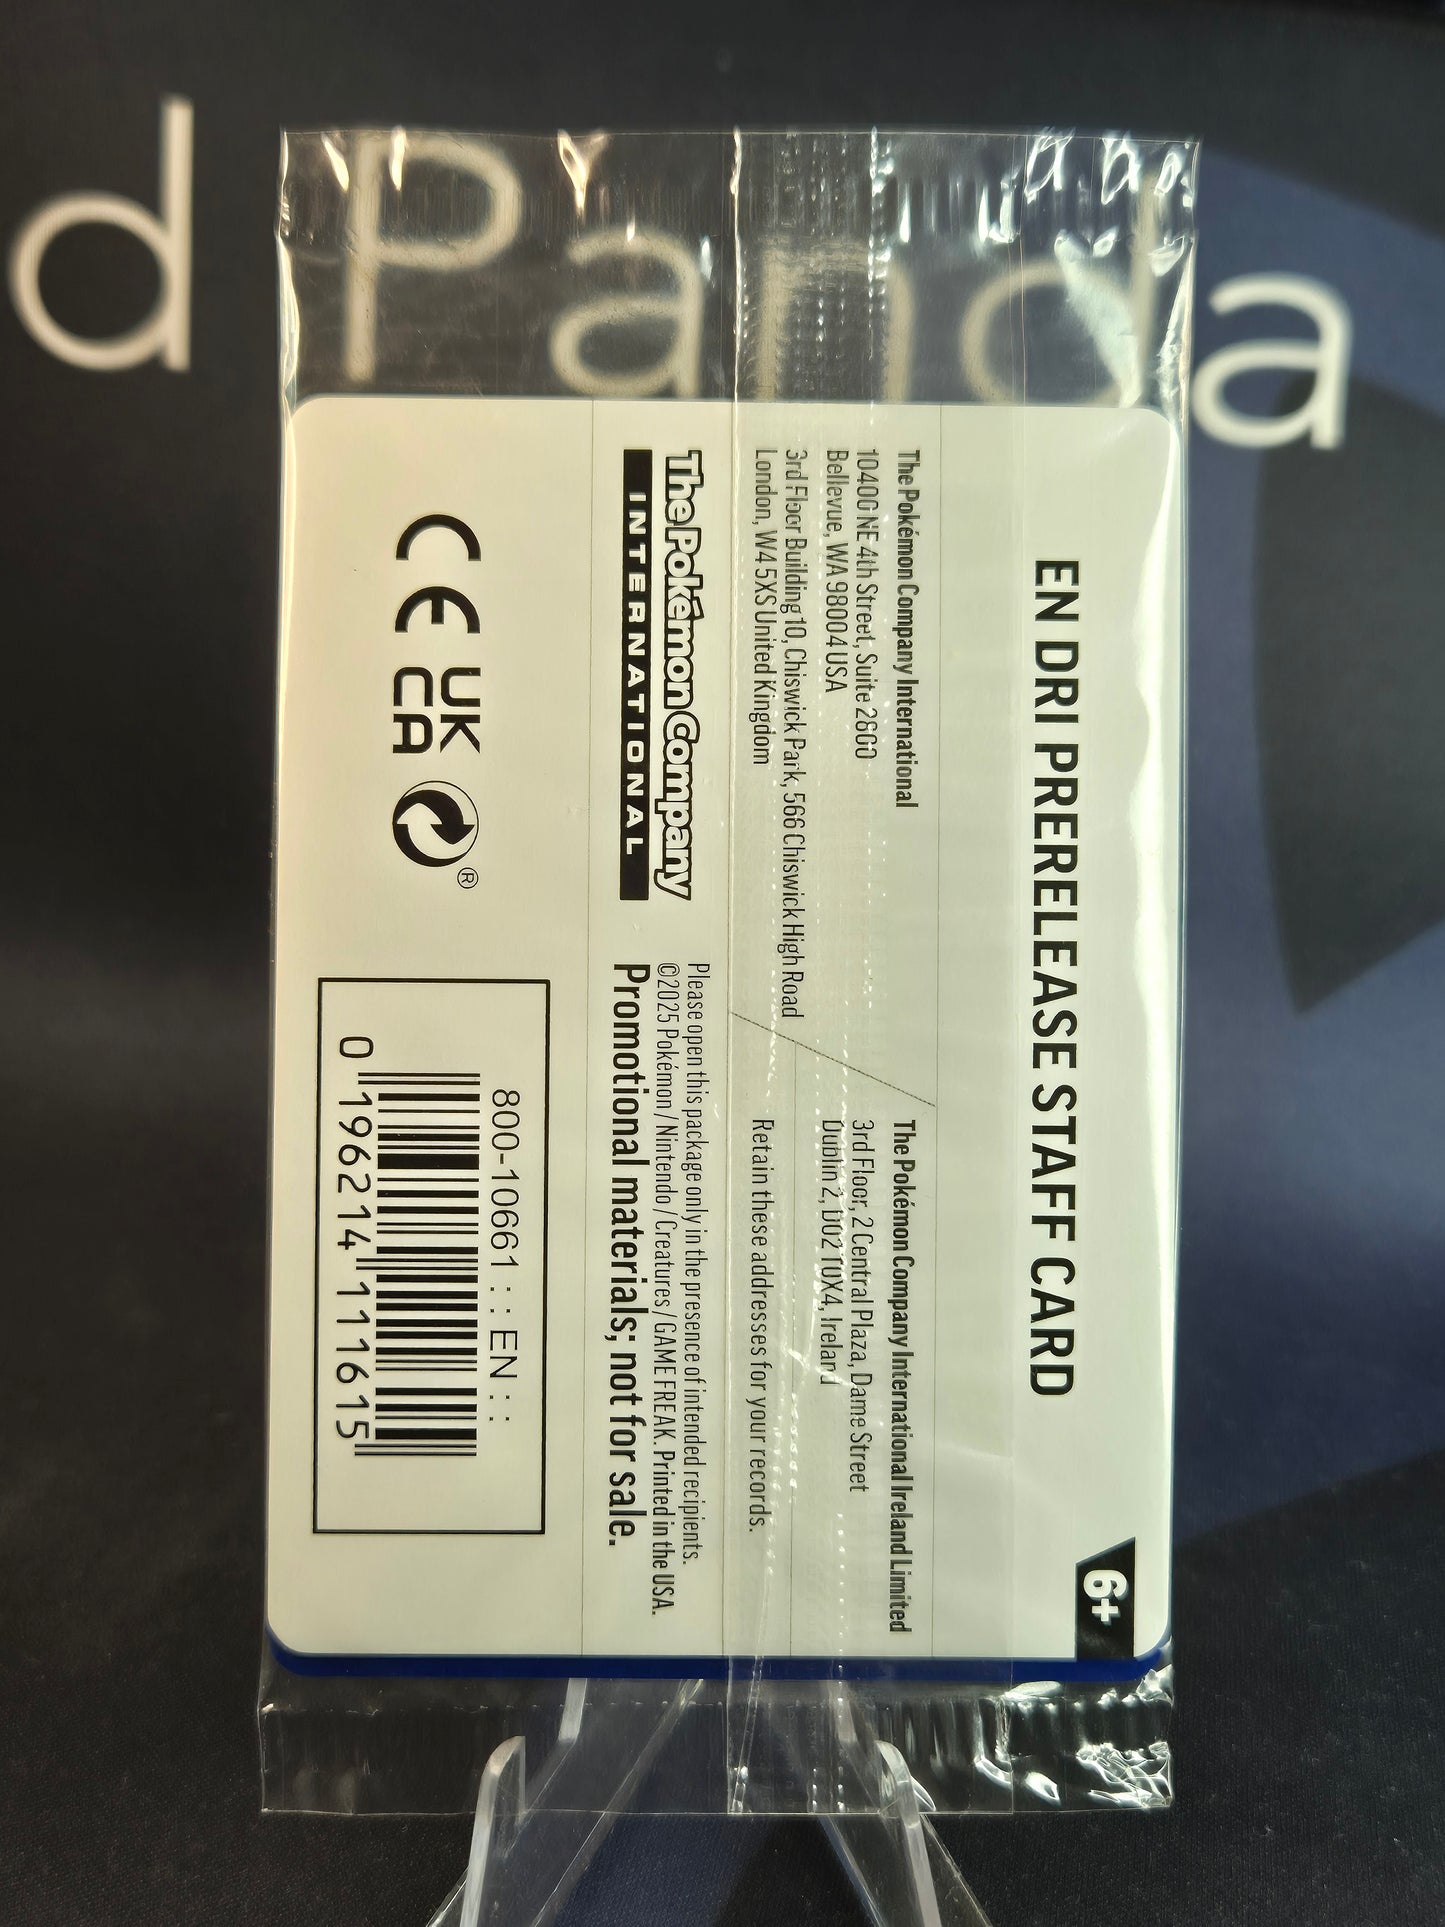 d Panda
EN DRI PRERELEASE STAFF CARD
6+
The Pokémon Company International
10400 NE 4th Street, Suite 2800
Bellevue, WA 98004 USA
3rd Floor Building 10, Chiswick Park, 566 Chiswick High Road
London, W4 5XS United Kingdom
The Pokémon Company International Ireland Limited
3rd Floor, 2 Central Plaza, Dame Street
Dublin 2, D02 T0X4, Ireland
Retain these addresses for your records.
The Pokémon Company
INTERNATIONAL
Please open this package only in the presence of intended recipients.
©2025 Pokémon / Nintendo / Creatures / GAME FREAK. Printed in the USA.
Promotional materials; not for sale.
CE
UK
CA
®
800-10661 : : EN : :
0 196214 111615